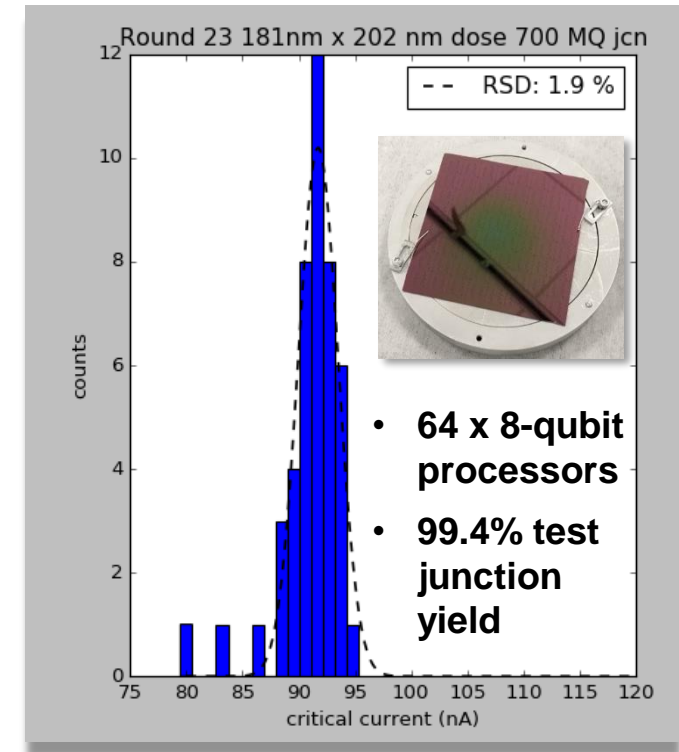 Round 23 181nm x 202 nm dose 700 MQ jcn
-- RSD: 1.9 %
12
10
8
6
4
2
0
counts
• 64 x 8-qubit
processors
• 99.4% test
junction
yield
75 80 85 90 95 100 105 110 115 120
critical current (nA)